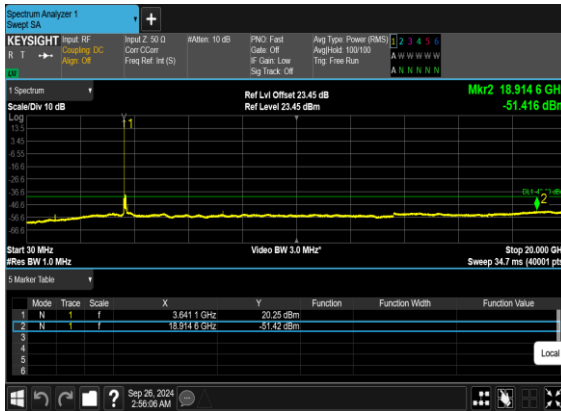 Spectrum Analyzer 1
Swept SA
KEYSIGHT
R T
LW
Input: RF
Coupling: DC
Align: Off
Input Z: 50 Ω
Corr CCorr
Freq Ref: Int (S)
#Atten: 10 dB
PNO: Fast
Gate: Off
IF Gain: Low
Sig Track: Off
Avg Type: Power (RMS)
Avg|Hold: 100/100
Trig: Free Run
1 2 3 4 5 6
A W W W W W
A N N N N N
1 Spectrum
Scale/Div 10 dB
Ref Lvl Offset 23.45 dB
Ref Level 23.45 dBm
Mkr2 18.914 6 GH
-51.416 dBr
Log
13.5
3.45
-6.55
-16.6
-26.6
-36.6
-46.6
-56.6
-66.6
1
2
Start 30 MHz
#Res BW 1.0 MHz
Video BW 3.0 MHz*
Stop 20.000 GH
Sweep 34.7 ms (40001 pts
5 Marker Table
Mode Trace Scale X Y Function Function Width Function Value
1 N 1 f 3.641 1 GHz 20.25 dBm
2 N 1 f 18.914 6 GHz -51.42 dBm
3
4
5
6
Local
?
Sep 26, 2024
2:56:06 AM